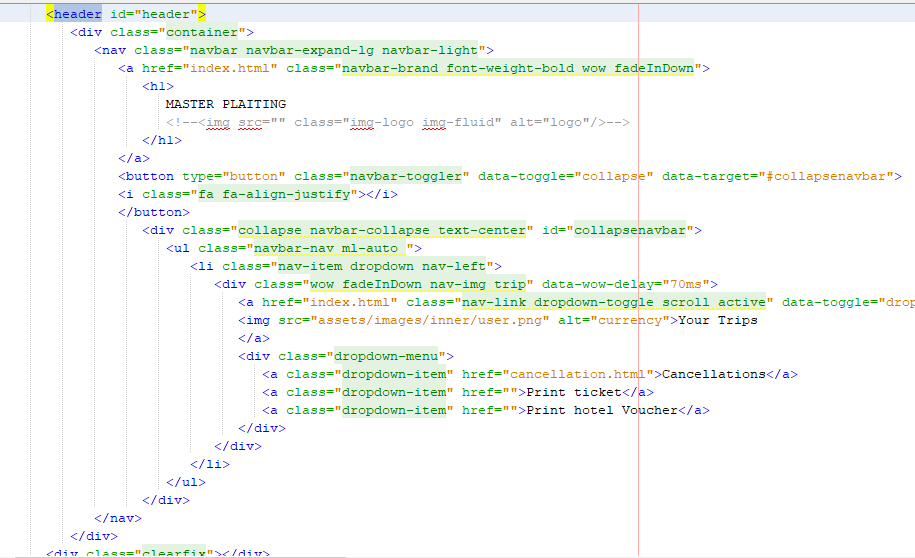 <header id="header">
<div class="container">
<nav class="navbar navbar-expand-lg navbar-light">
<a href="index.html" class="navbar-brand font-weight-bold wow fadeInDown">
<h1>
MASTER PLAITING
<!--<img src="" class="img-logo img-fluid" alt="logo"/>-->
</h1>
</a>
<button type="button" class="navbar-toggler" data-toggle="collapse" data-target="#collapsenavbar">
<i class="fa fa-align-justify"></i>
</button>
<div class="collapse navbar-collapse text-center" id="collapsenavbar">
<ul class="navbar-nav ml-auto ">
<li class="nav-item dropdown nav-left">
<div class="wow fadeInDown nav-img trip" data-wow-delay="70ms">
<a href="index.html" class="nav-link dropdown-toggle scroll active" data-toggle="drop
<img src="assets/images/inner/user.png" alt="currency">Your Trips
</a>
<div class="dropdown-menu">
<a class="dropdown-item" href="cancellation.html">Cancellations</a>
<a class="dropdown-item" href="">Print ticket</a>
<a class="dropdown-item" href="">Print hotel Voucher</a>
</div>
</div>
</li>
</ul>
</div>
</nav>
</div>
<div class="clearfix"></div>